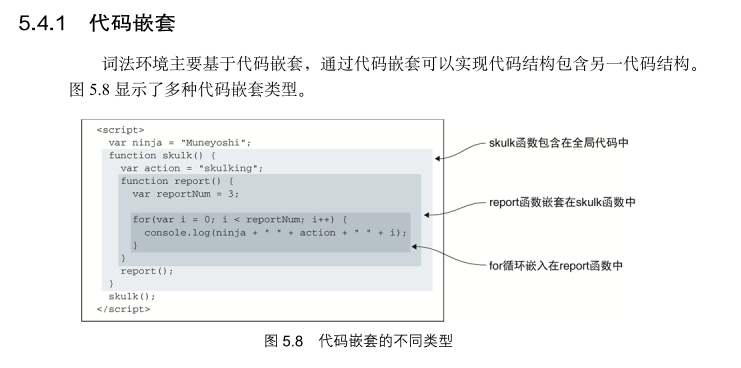 5.4.1 代码嵌套
词法环境主要基于代码嵌套，通过代码嵌套可以实现代码结构包含另一代码结构。
图 5.8 显示了多种代码嵌套类型。
<script>
var ninja = "Muneyoshi";
function skulk() {
var action = "skulking";
function report() {
var reportNum = 3;
for(var i = 0; i < reportNum; i++) {
console.log(ninja + " " + action + " " + i);
}
}
report();
}
skulk();
</script>
skulk函数包含在全局代码中
report函数嵌套在skulk函数中
for循环嵌入在report函数中
图 5.8 代码嵌套的不同类型